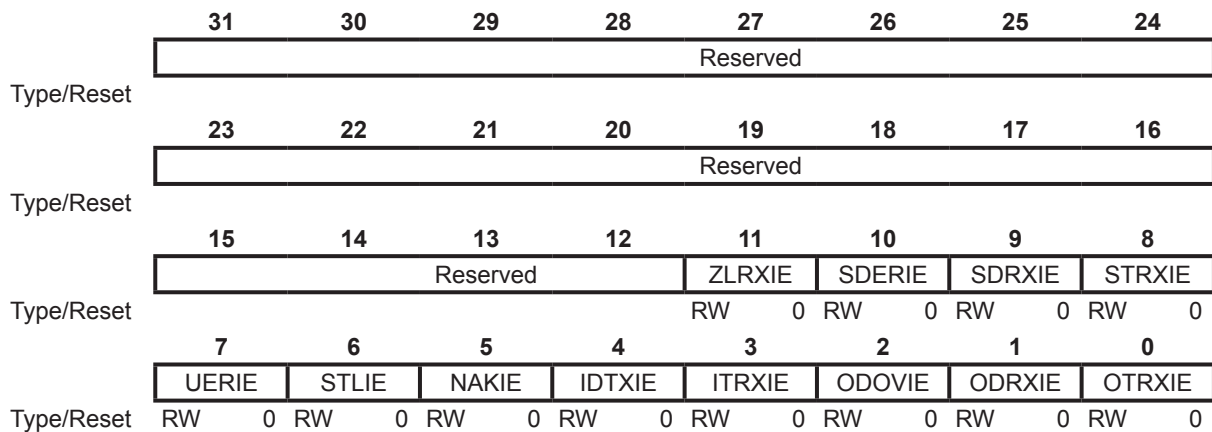 31 30 29 28 27 26 25 24
Reserved
Type/Reset
23 22 21 20 19 18 17 16
Reserved
Type/Reset
15 14 13 12 11 10 9 8
Reserved ZLRXIE SDERIE SDRXIE STRXIE
Type/Reset RW 0 RW 0 RW 0 RW 0
7 6 5 4 3 2 1 0
UERIE STLIE NAKIE IDTXIE ITRXIE ODOVIE ODRXIE OTRXIE
Type/Reset RW 0 RW 0 RW 0 RW 0 RW 0 RW 0 RW 0 RW 0